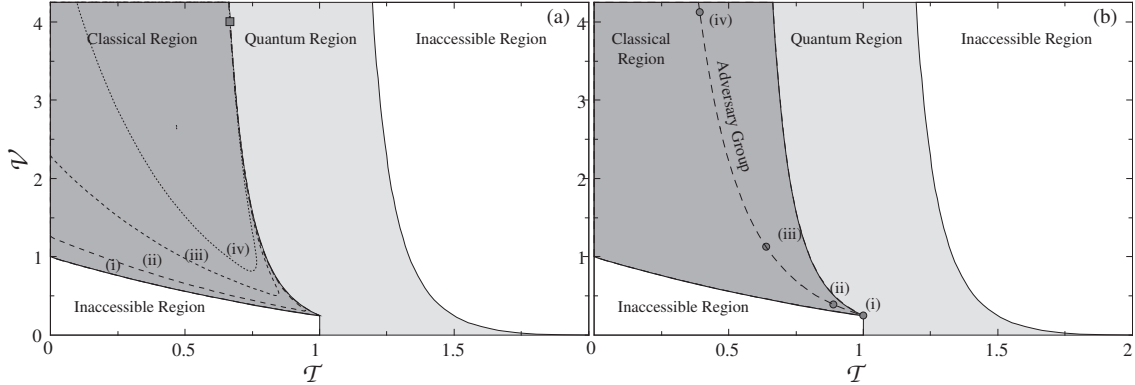 (a)
Classical Region
Quantum Region
Inaccessible Region
(i)
(ii)
(iii)
(iv)
Inaccessible Region
4
3
2
1
0
𝒱
0
0.5
1
1.5
𝒯
(b)
(iv)
Classical
Region
Quantum Region
Inaccessible Region
Adversary Group
(iii)
(ii)
(i)
Inaccessible Region
4
3
2
1
0
0
0.5
1
1.5
2
𝒯